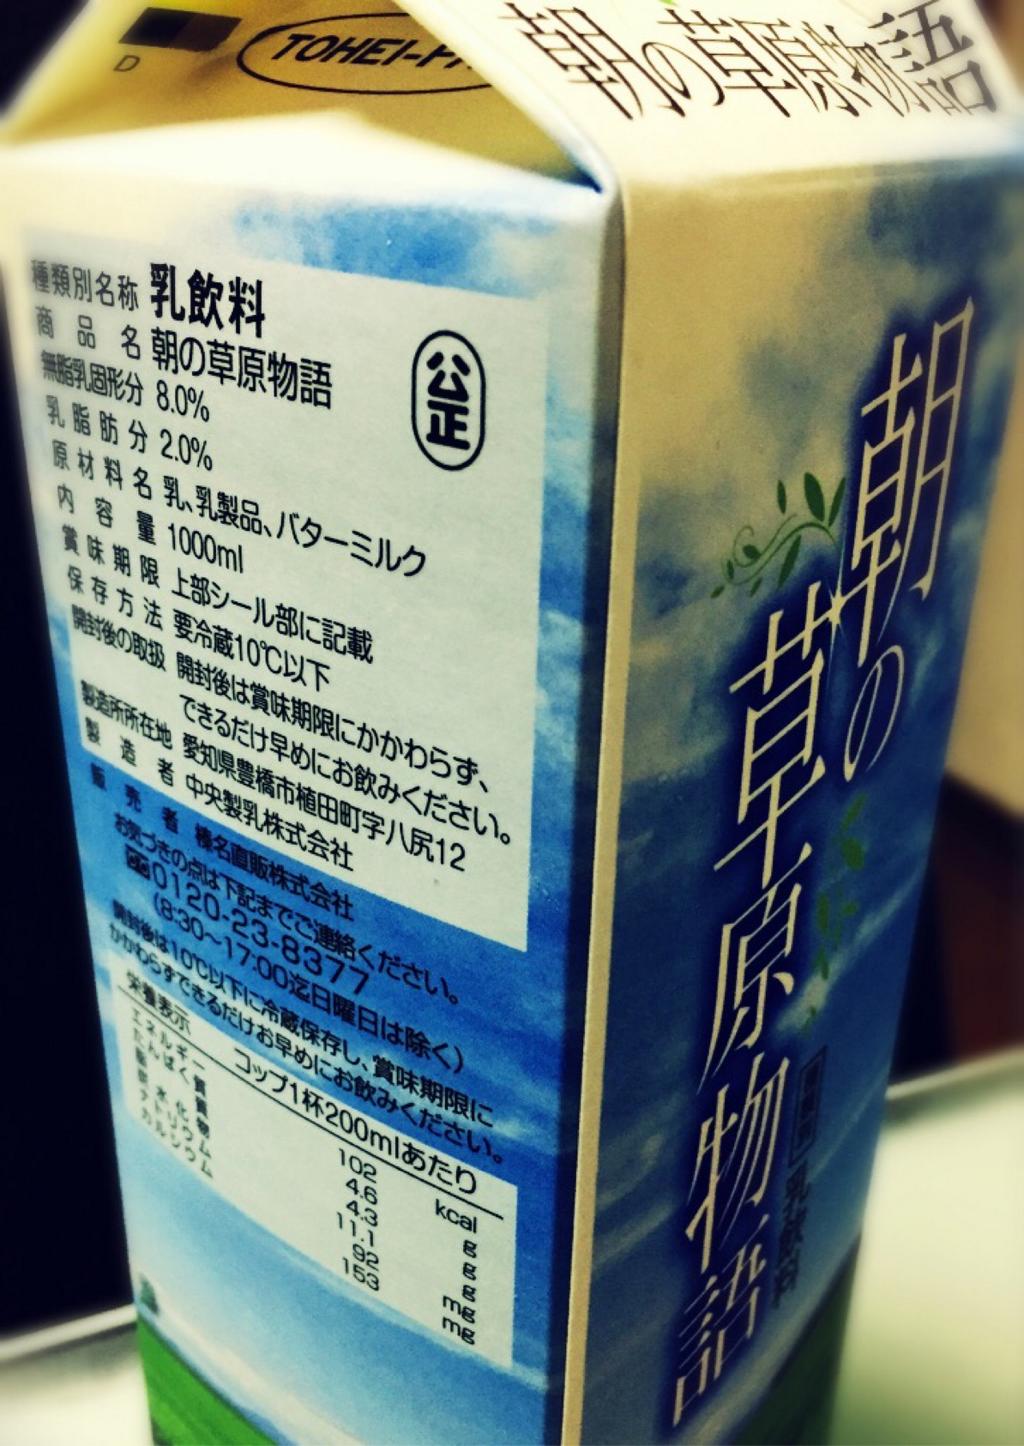 D
TOHEI-PA
朝の草原物語
種類別名称 乳飲料
商品名 朝の草原物語
無脂乳固形分 8.0%
乳脂肪分 2.0%
原材料名 乳、乳製品、バターミルク
内容量 1000ml
賞味期限 上部シール部に記載
保存方法 要冷蔵10℃以下
開封後の取扱 開封後は賞味期限にかかわらず、
できるだけ早めにお飲みください。
製造所所在地 愛知県豊橋市植田町字八尻12
製造者 中央製乳株式会社
公正
販売者 榛名直販株式会社
お気づきの点は下記までご連絡ください。
0120-23-8377
(8:30~17:00迄日曜日は除く)
開封後は10℃以下に冷蔵保存し、賞味期限に
かかわらずできるだけお早めにお飲みください。
栄養表示 コップ1杯200mlあたり
エネルギー 102 kcal
たんぱく質 4.6 g
脂質 4.3 g
炭水化物 11.1 g
ナトリウム 92 mg
カルシウム 153 mg
朝の
草原物語
種類別 乳飲料